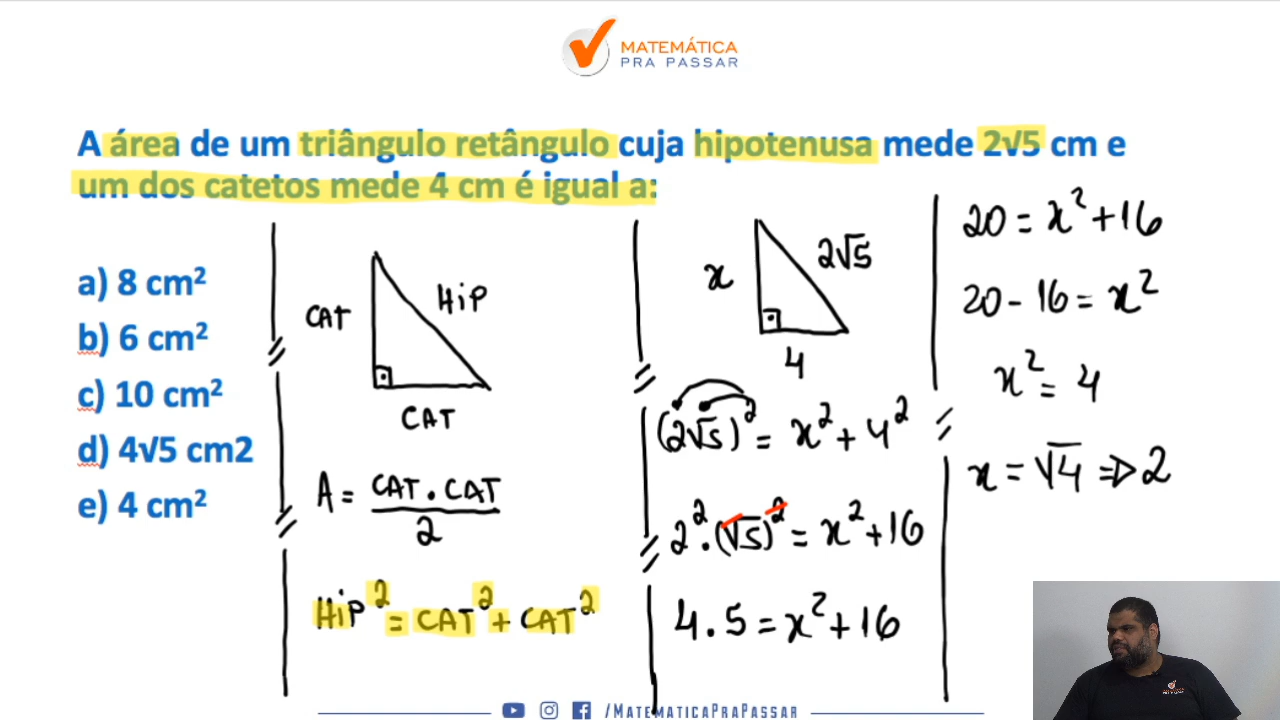 MATEMÁTICA
PRA PASSAR
A área de um triângulo retângulo cuja hipotenusa mede 2√5 cm e
um dos catetos mede 4 cm é igual a:
a) 8 cm²
b) 6 cm²
c) 10 cm²
d) 4√5 cm2
e) 4 cm²
CAT
HiP
CAT
A = CAT . CAT
2
HiP² = CAT² + CAT²
x
2√5
4
(2√5)² = x² + 4²
2² . (√5)² = x² + 16
4 . 5 = x² + 16
20 = x² + 16
20 - 16 = x²
x² = 4
x = √4 ⇒ 2
/MatematicaPraPassar